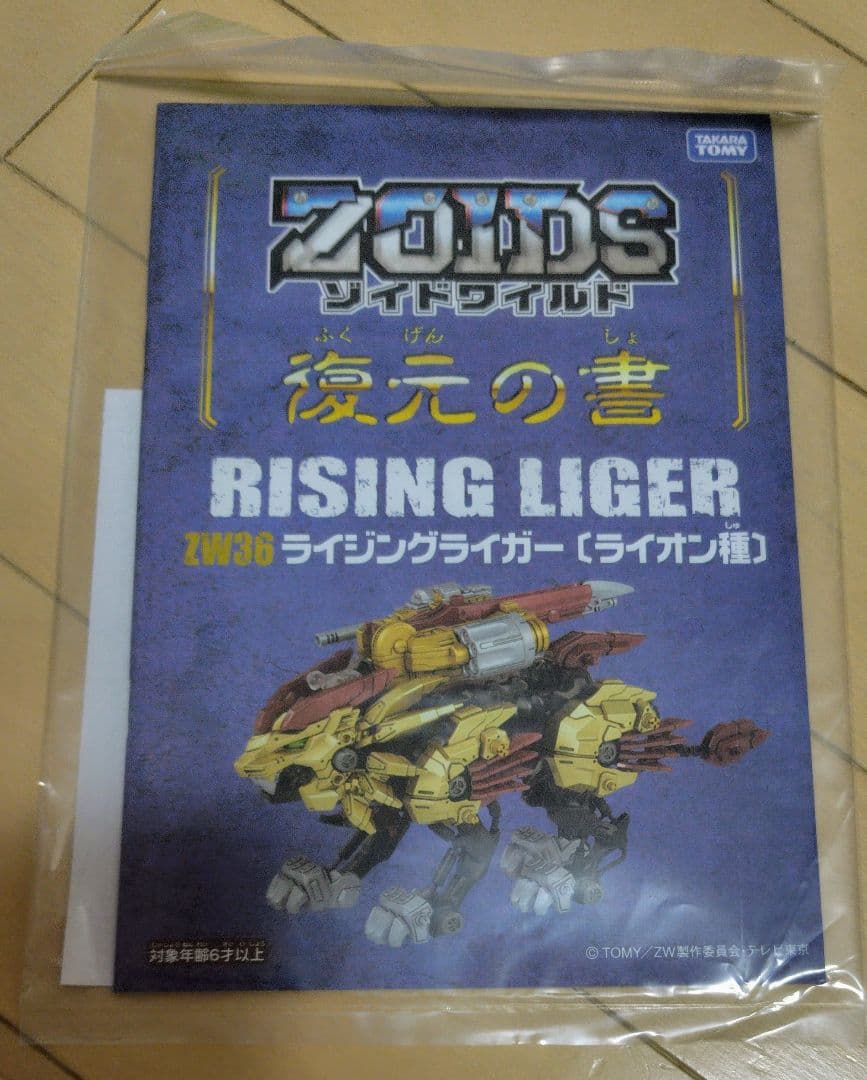 TAKARA
TOMY
ZOIDS
ゾイドワイルド
ふく げん しょ
復元の書
RISING LIGER
しゅ
ZW36 ライジングライガー〔ライオン種〕
対象年齢6才以上
© TOMY／ZW製作委員会・テレビ東京